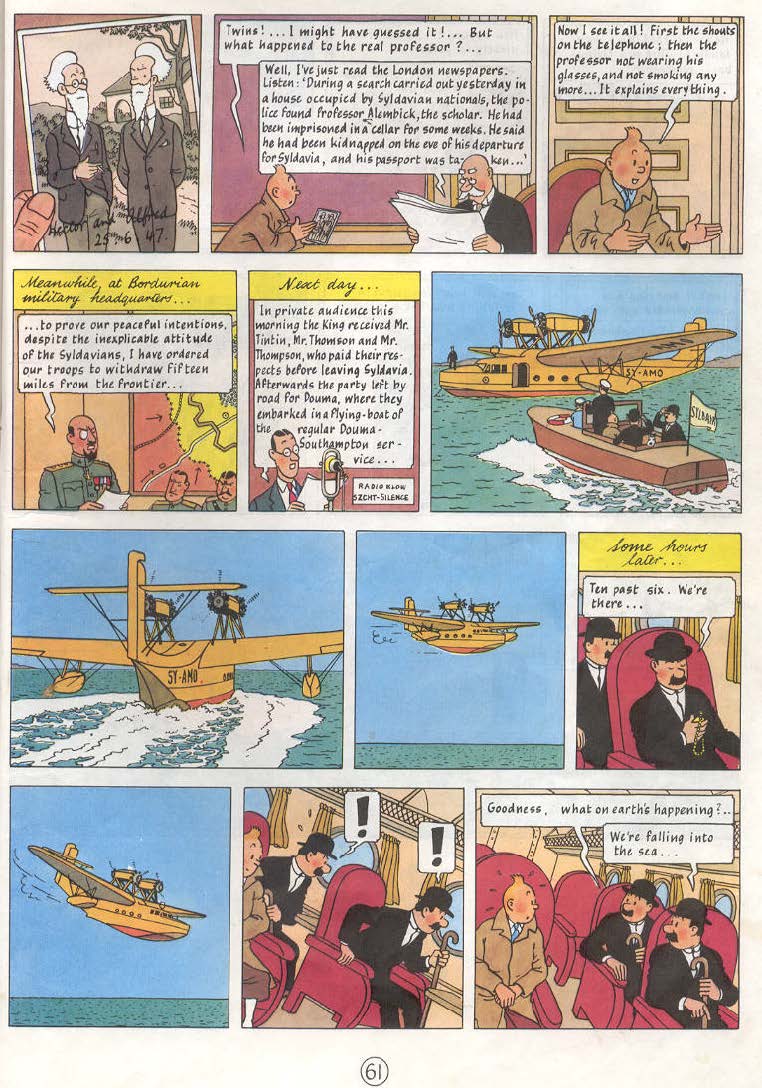 Hector and Alfred
25 6 47.
Twins!... I might have guessed it!... But
what happened to the real professor?...
Well, I've just read the London newspapers.
Listen: 'During a search carried out yesterday in
a house occupied by Syldavian nationals, the po-
lice found Professor Alembick, the scholar. He had
been imprisoned in a cellar for some weeks. He said
he had been kidnapped on the eve of his departure
for Syldavia, and his passport was ta- ken...'
Now I see it all! First the shouts
on the telephone; then the
professor not wearing his
glasses, and not smoking any
more... It explains everything.
Meanwhile, at Bordurian
military headquarters...
...to prove our peaceful intentions,
despite the inexplicable attitude
of the Syldavians, I have ordered
our troops to withdraw fifteen
miles from the frontier...
Next day...
In private audience this
morning the King received Mr.
Tintin, Mr. Thomson and Mr.
Thompson, who paid their res-
pects before leaving Syldavia.
Afterwards the party left by
road for Douma, where they
embarked in a flying-boat of
the regular Douma-
Southampton ser-
vice...
RADIO KLOW
SZCHT-SILENCE
SY-AMO
SYLDAVIA
SY-AMO
Some hours
later...
Ten past six. We're
there...
!
!
Goodness, what on earth's happening?..
We're falling into
the sea...
61